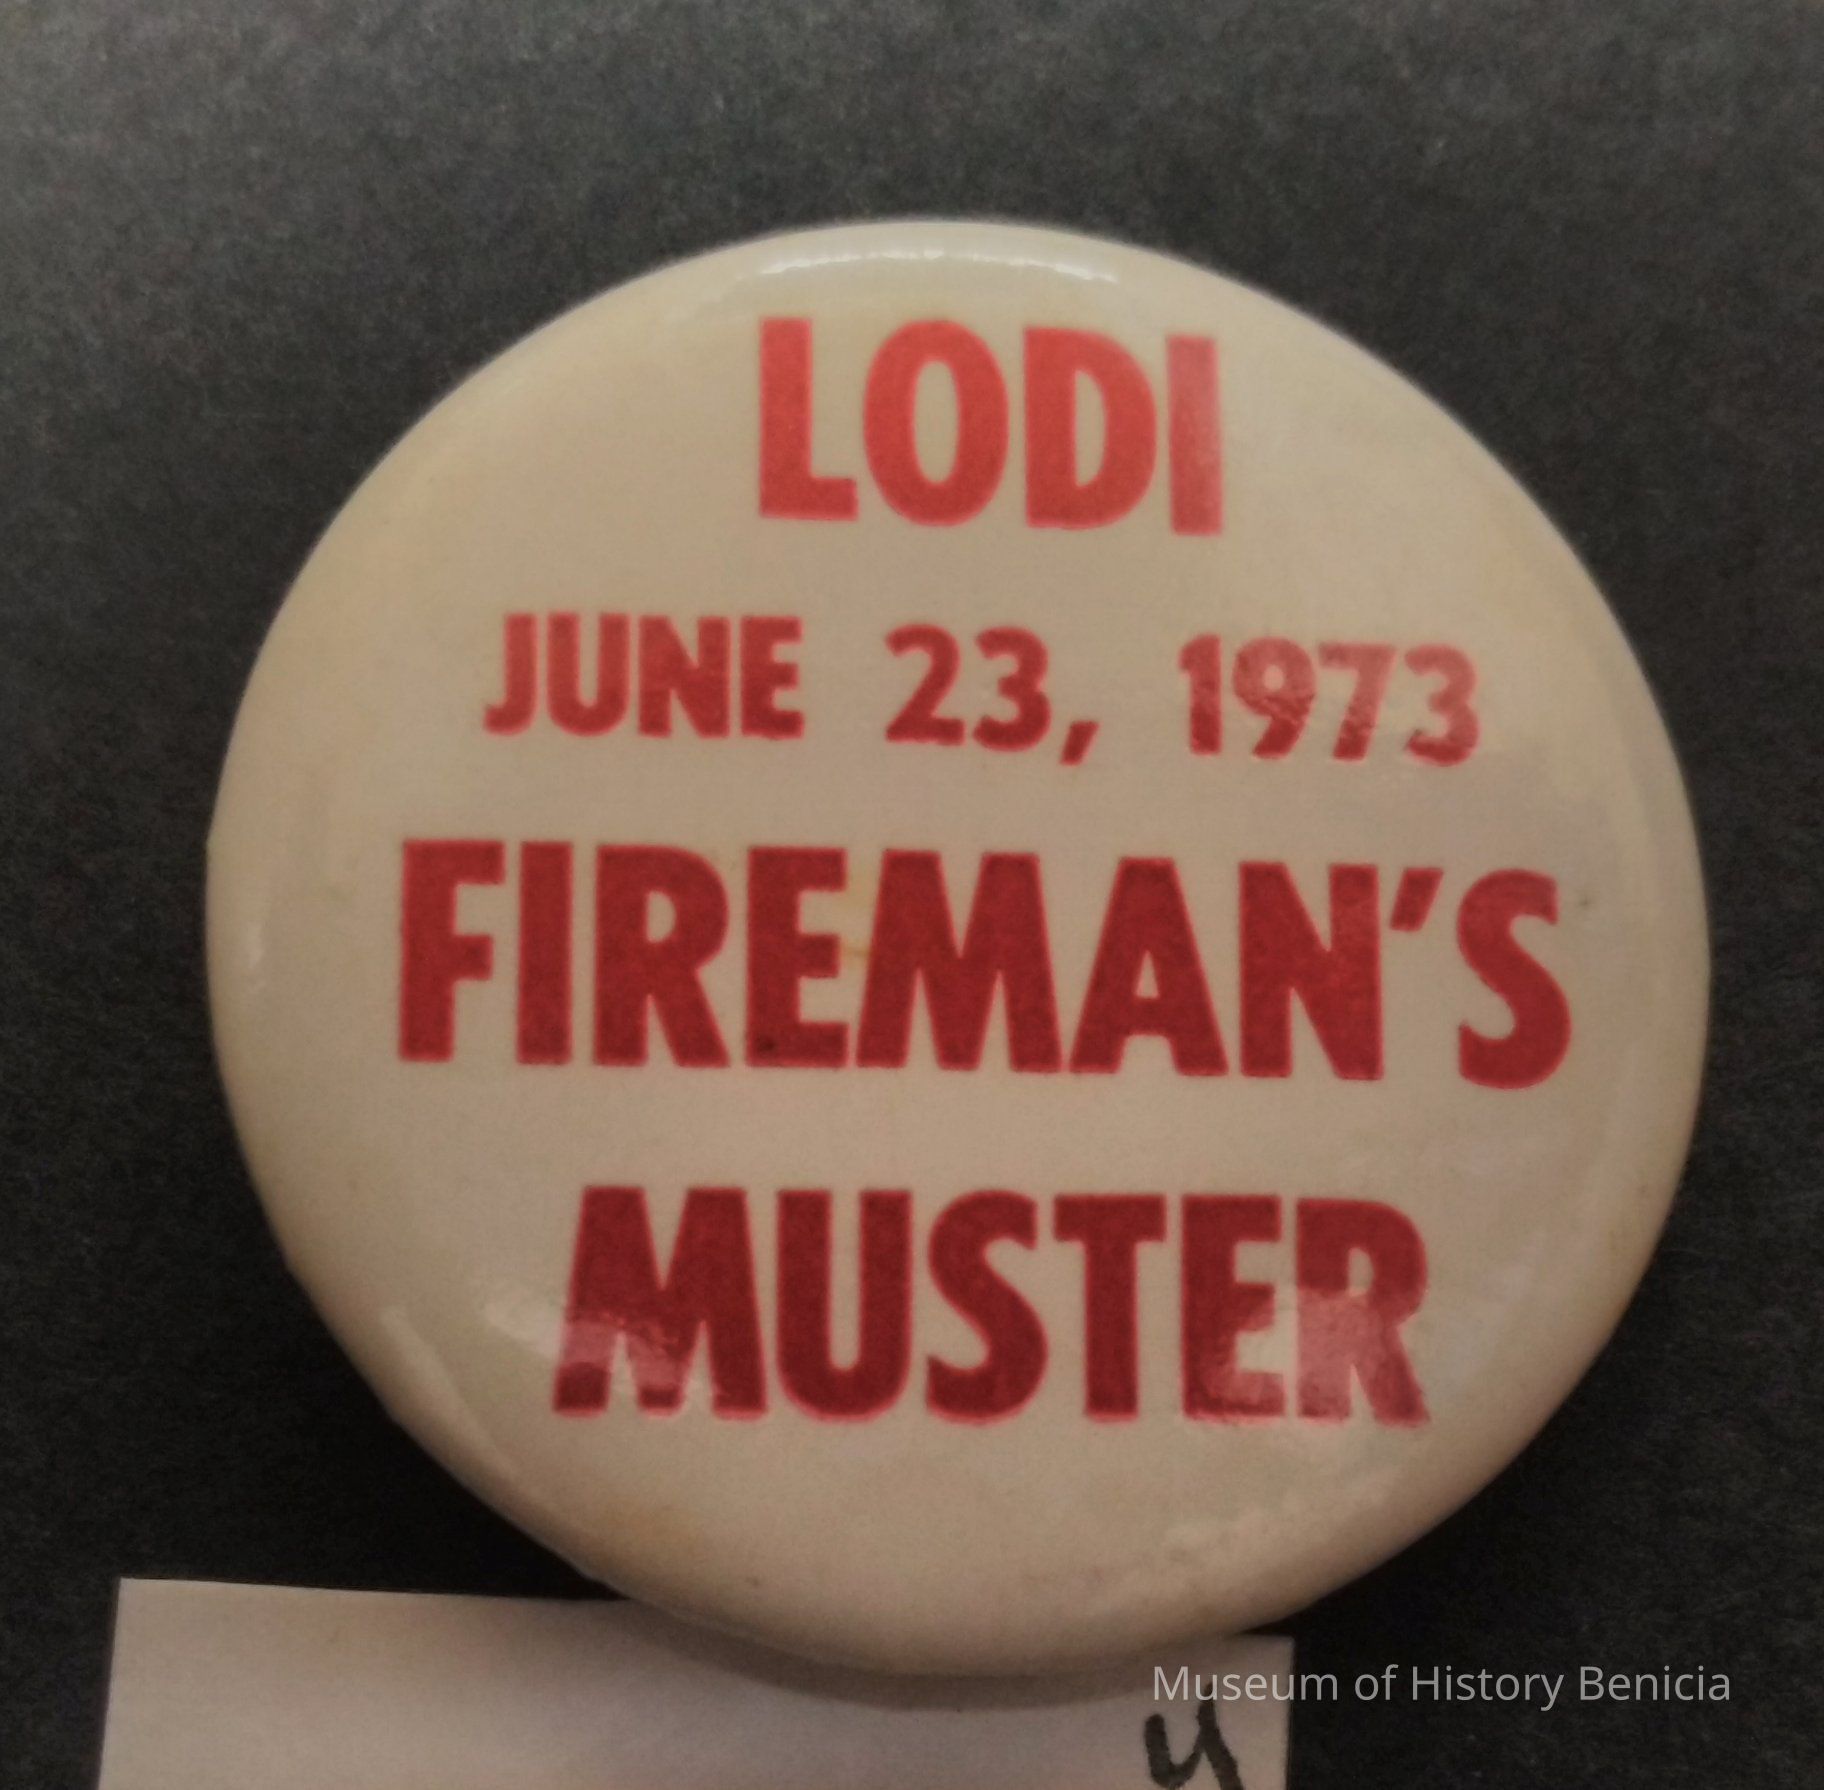 LODI
JUNE 23, 1973
FIREMAN'S
MUSTER
Museum of History Benicia